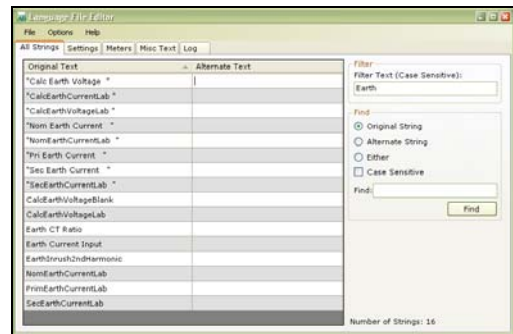 Language File Editor
File Options Help
All Strings Settings Meters Misc Text Log
Original Text Alternate Text
"Calc Earth Voltage "
"CalcEarthCurrentLab "
"CalcEarthVoltageLab "
"Nom Earth Current "
"NomEarthCurrentLab "
"Pri Earth Current "
"Sec Earth Current "
"SecEarthCurrentLab "
CalcEarthVoltageBlank
CalcEarthVoltageLab
Earth CT Ratio
Earth Current Input
EarthInrush2ndHarmonic
NomEarthCurrentLab
PrimEarthCurrentLab
SecEarthCurrentLab
Filter
Filter Text (Case Sensitive):
Earth
Find
Original String
Alternate String
Either
Case Sensitive
Find:
Find
Number of Strings: 16